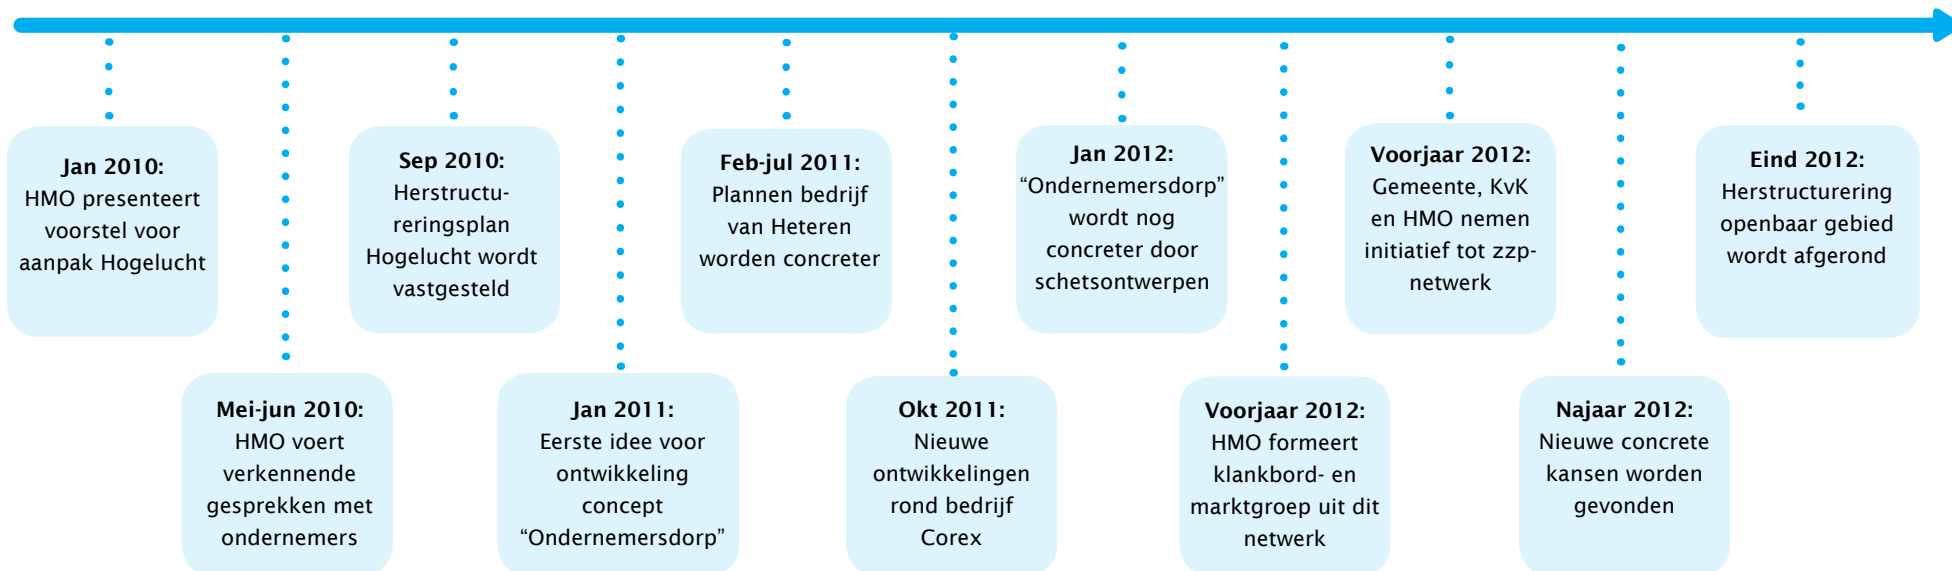 Jan 2010:
HMO presenteert
voorstel voor
aanpak Hogelucht
Mei-jun 2010:
HMO voert
verkennende
gesprekken met
ondernemers
Sep 2010:
Herstructu-
reringsplan
Hogelucht wordt
vastgesteld
Jan 2011:
Eerste idee voor
ontwikkeling
concept
“Ondernemersdorp”
Feb-jul 2011:
Plannen bedrijf
van Heteren
worden concreter
Okt 2011:
Nieuwe
ontwikkelingen
rond bedrijf
Corex
Jan 2012:
“Ondernemersdorp”
wordt nog
concreter door
schetsontwerpen
Voorjaar 2012:
HMO formeert
klankbord- en
marktgroep uit dit
netwerk
Voorjaar 2012:
Gemeente, KvK
en HMO nemen
initiatief tot zzp-
netwerk
Najaar 2012:
Nieuwe concrete
kansen worden
gevonden
Eind 2012:
Herstructurering
openbaar gebied
wordt afgerond